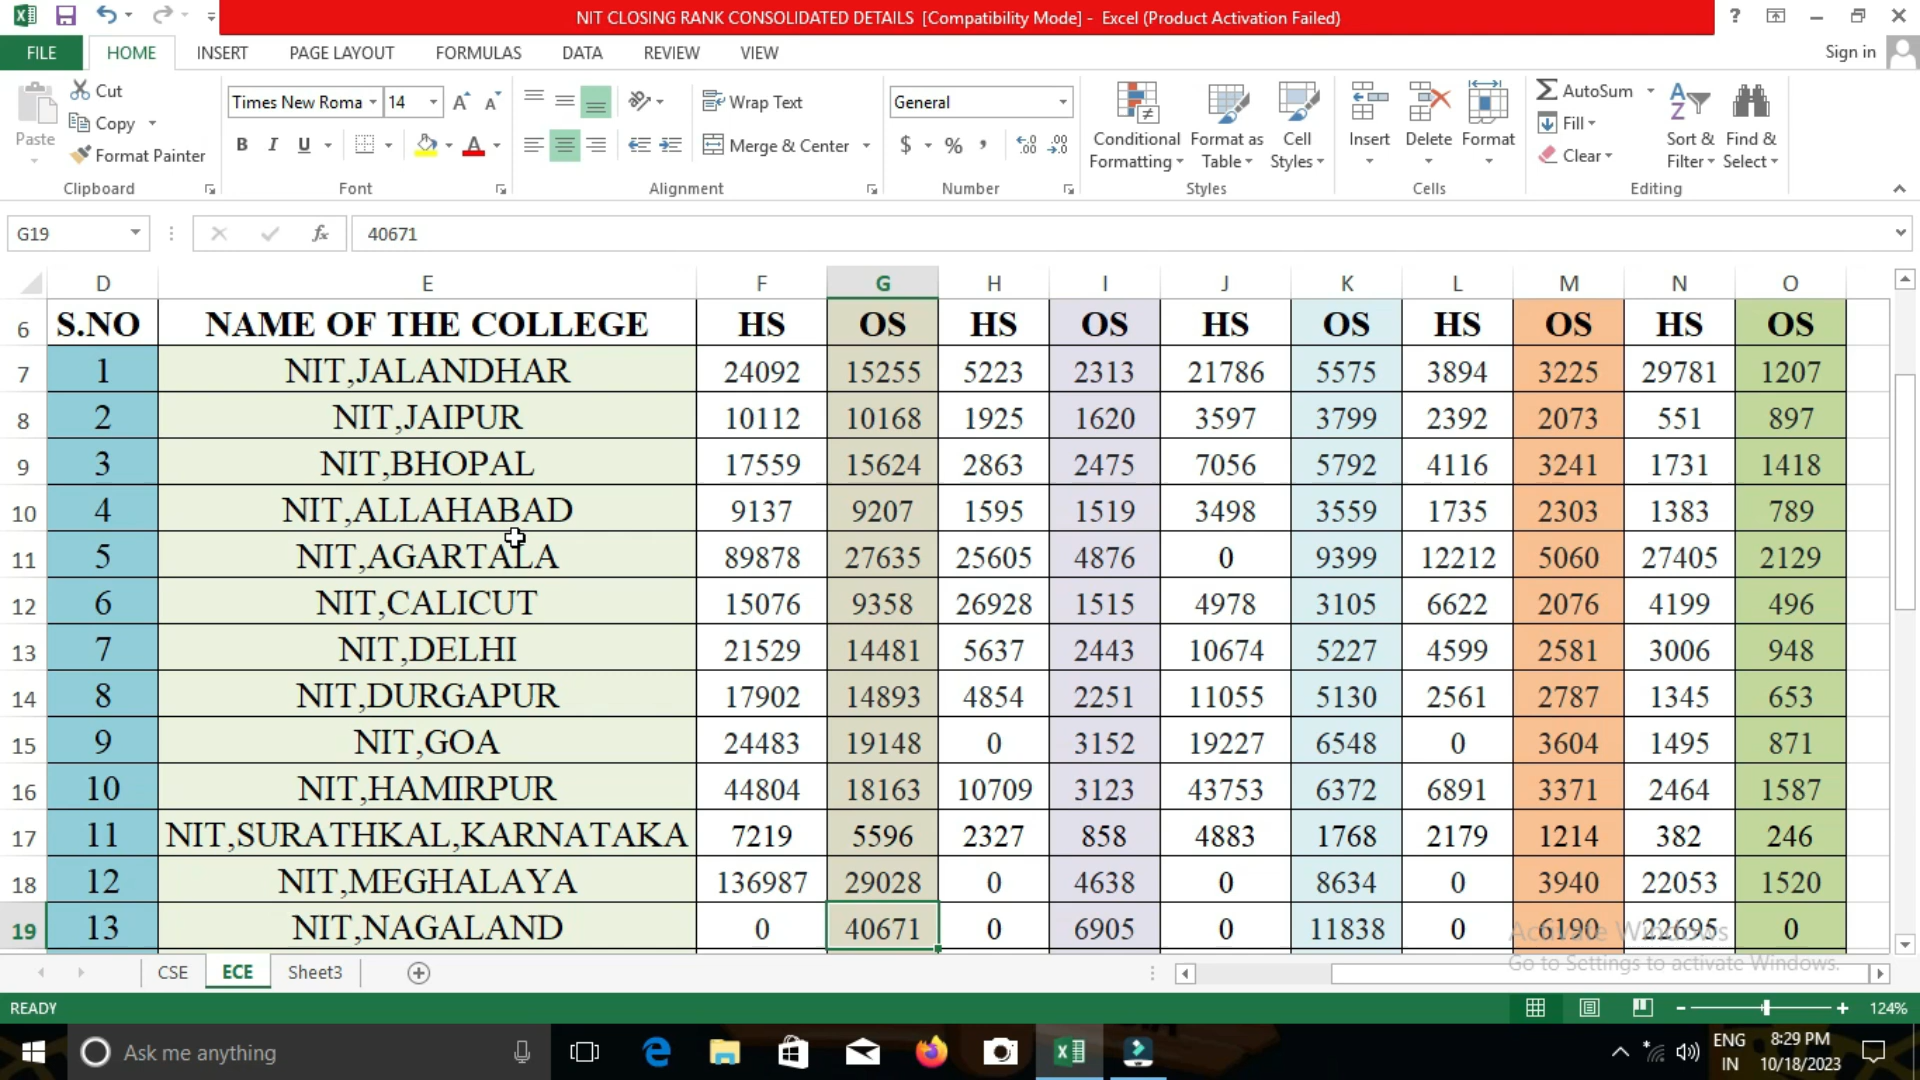 NIT CLOSING RANK CONSOLIDATED DETAILS [Compatibility Mode] - Excel (Product Activation Failed)
FILE HOME INSERT PAGE LAYOUT FORMULAS DATA REVIEW VIEW Sign in
Cut
Copy
Format Painter
Paste
Clipboard
Times New Roma 14
B I U
Font
Wrap Text
Merge & Center
Alignment
General
$ % ,
Number
Conditional Formatting
Format as Table
Cell Styles
Styles
Insert Delete Format
Cells
AutoSum
Fill
Clear
Sort & Filter
Find & Select
Editing
G19 fx 40671
D E F G H I J K L M N O
6 S.NO NAME OF THE COLLEGE HS OS HS OS HS OS HS OS HS OS
7 1 NIT,JALANDHAR 24092 15255 5223 2313 21786 5575 3894 3225 29781 1207
8 2 NIT,JAIPUR 10112 10168 1925 1620 3597 3799 2392 2073 551 897
9 3 NIT,BHOPAL 17559 15624 2863 2475 7056 5792 4116 3241 1731 1418
10 4 NIT,ALLAHABAD 9137 9207 1595 1519 3498 3559 1735 2303 1383 789
11 5 NIT,AGARTALA 89878 27635 25605 4876 0 9399 12212 5060 27405 2129
12 6 NIT,CALICUT 15076 9358 26928 1515 4978 3105 6622 2076 4199 496
13 7 NIT,DELHI 21529 14481 5637 2443 10674 5227 4599 2581 3006 948
14 8 NIT,DURGAPUR 17902 14893 4854 2251 11055 5130 2561 2787 1345 653
15 9 NIT,GOA 24483 19148 0 3152 19227 6548 0 3604 1495 871
16 10 NIT,HAMIRPUR 44804 18163 10709 3123 43753 6372 6891 3371 2464 1587
17 11 NIT,SURATHKAL,KARNATAKA 7219 5596 2327 858 4883 1768 2179 1214 382 246
18 12 NIT,MEGHALAYA 136987 29028 0 4638 0 8634 0 3940 22053 1520
19 13 NIT,NAGALAND 0 40671 0 6905 0 11838 0 6190 22695 0
Activate Windows
Go to Settings to activate Windows.
CSE ECE Sheet3
READY 124%
Ask me anything
ENG 8:29 PM
IN 10/18/2023